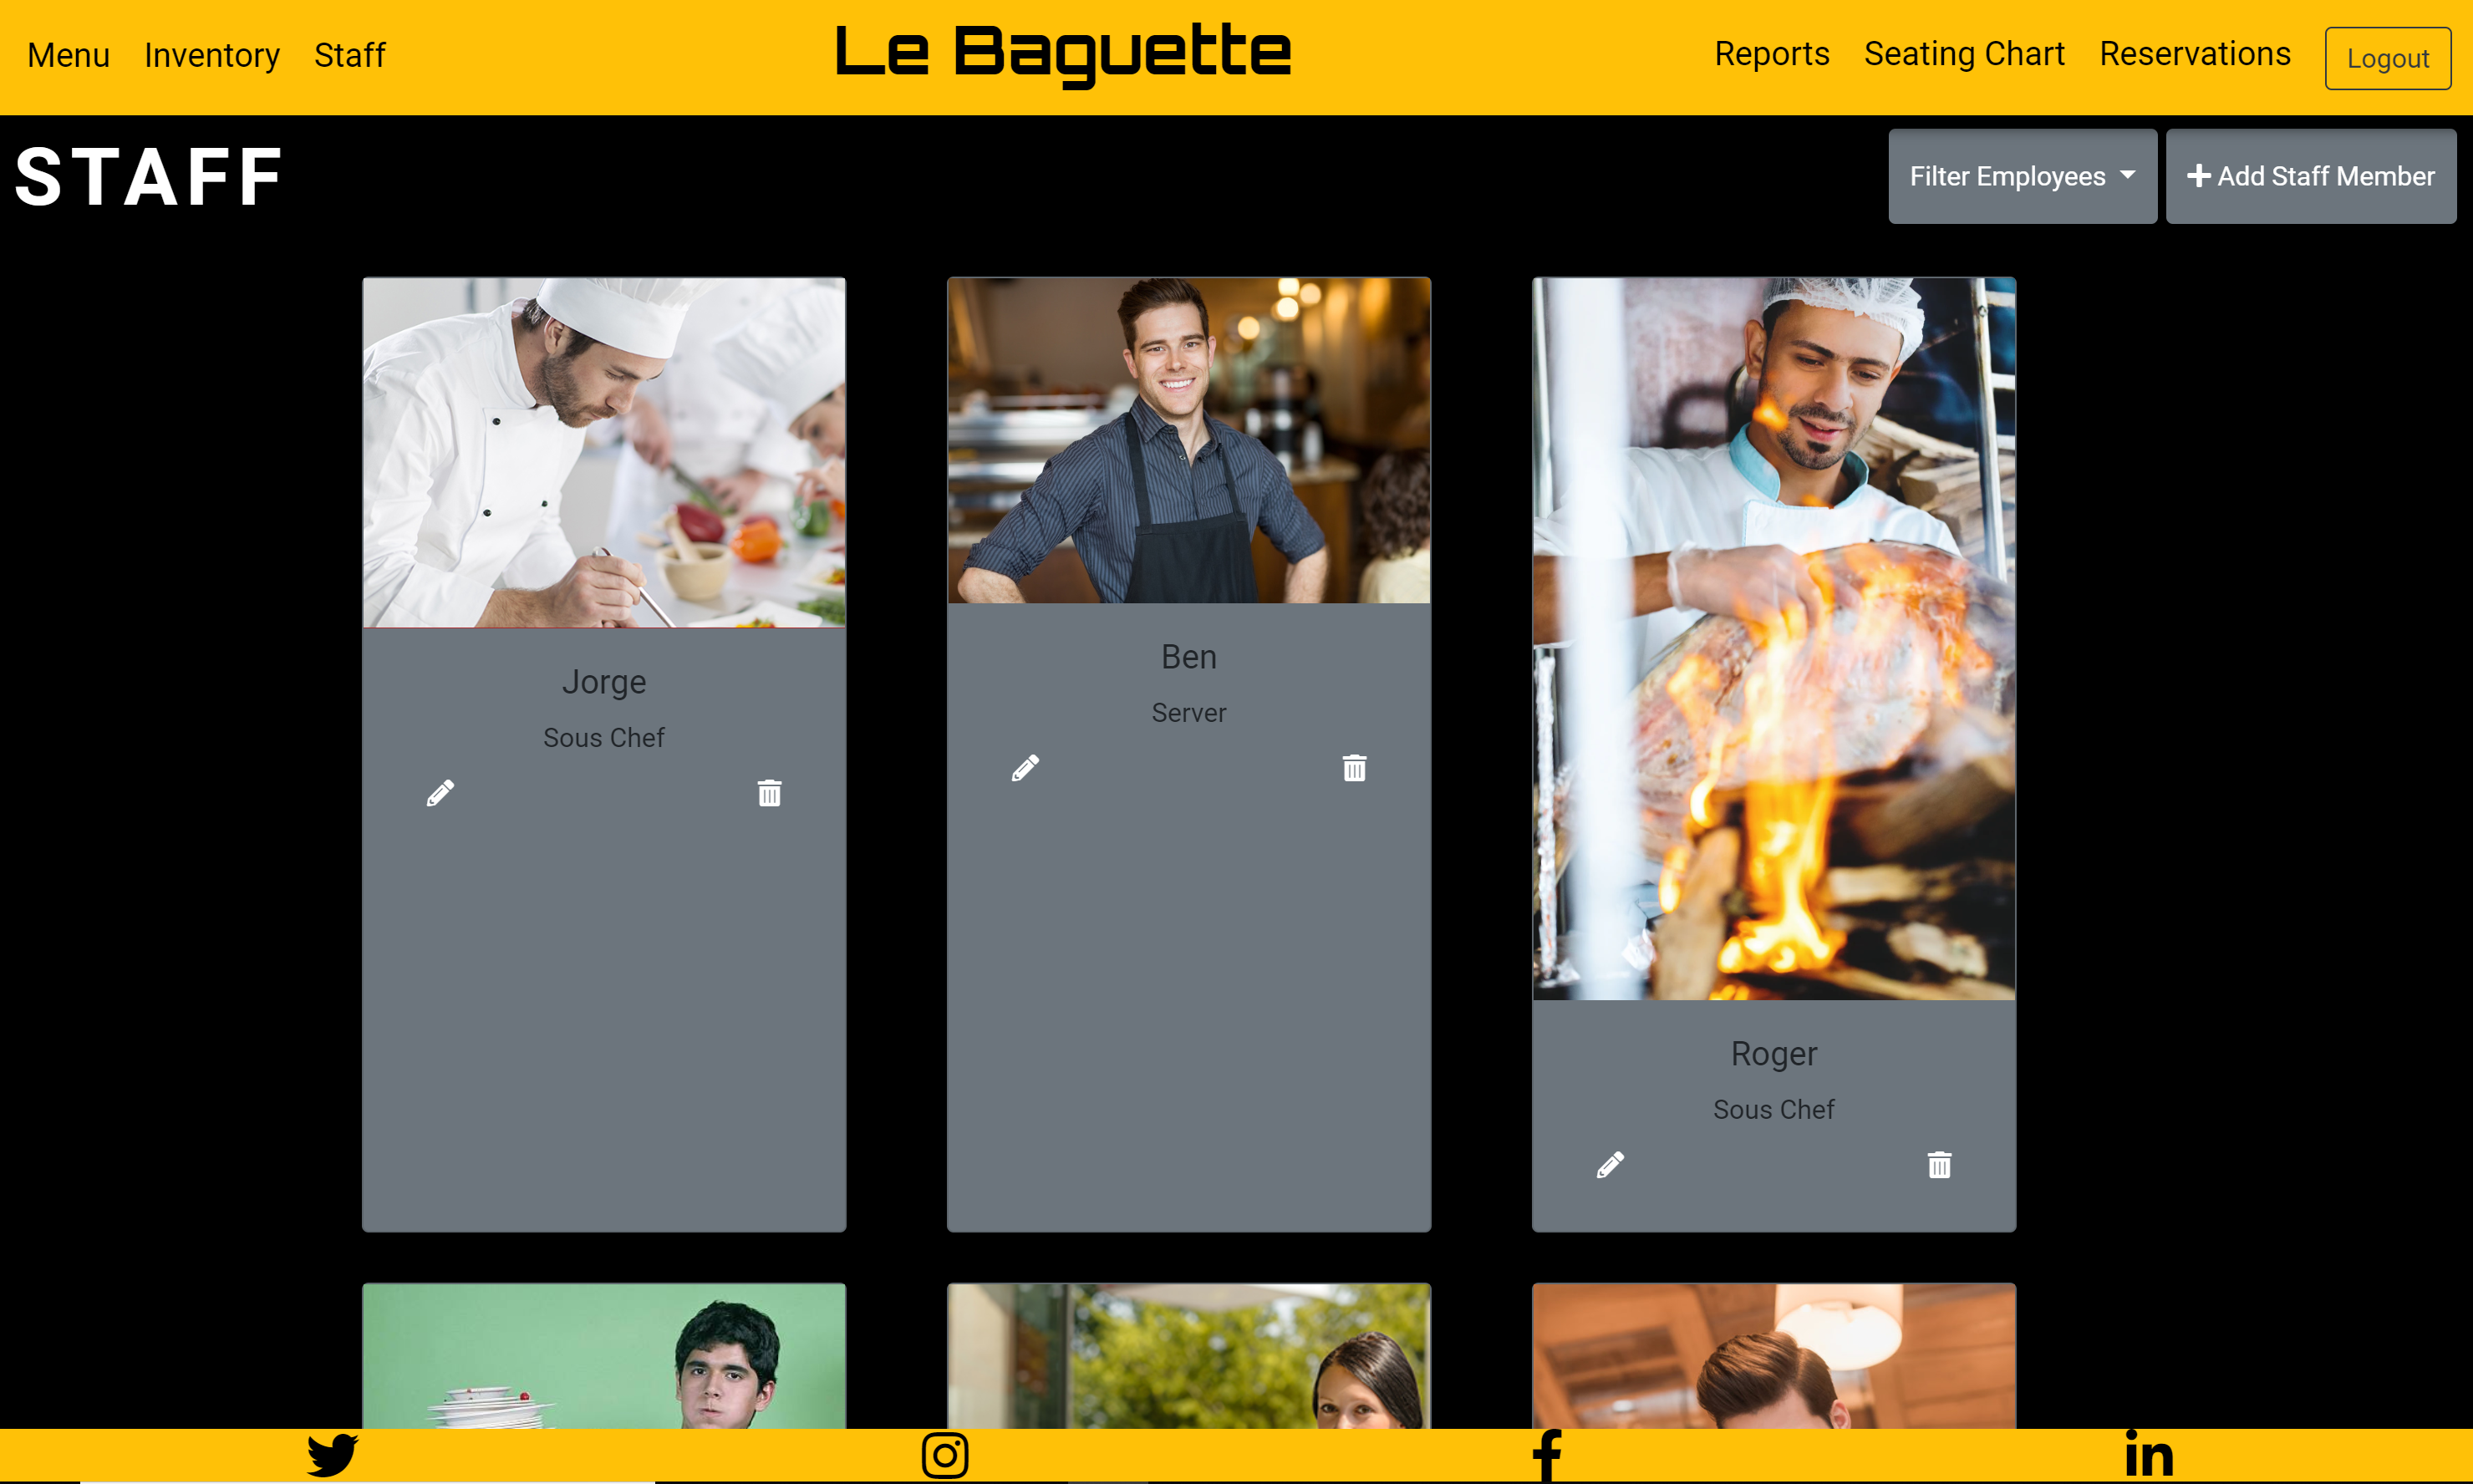 Menu Inventory Staff Le Baguette Reports Seating Chart Reservations Logout
STAFF Filter Employees Add Staff Member
Jorge
Sous Chef
Ben
Server
Roger
Sous Chef